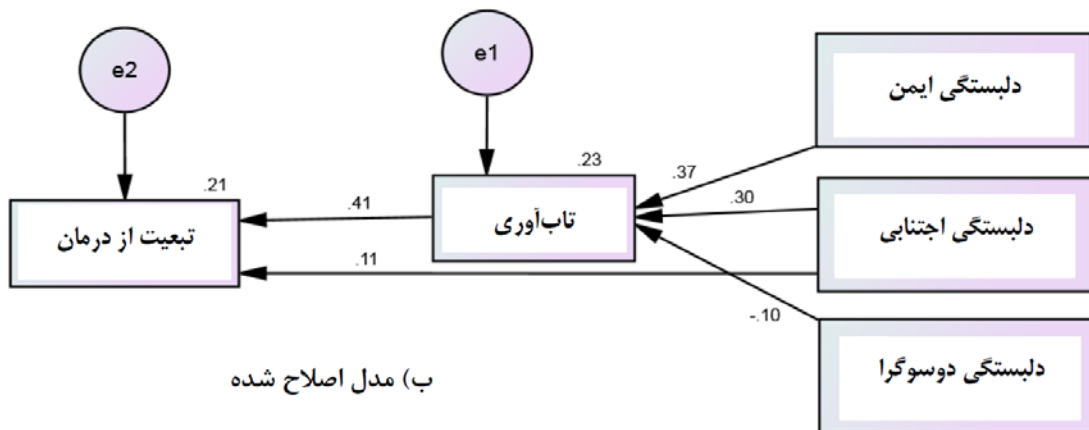 e2
e1
دلبستگی ایمن
.23
.37
.21
.41
.30
تبعیت از درمان
تاب‌آوری
دلبستگی اجتنابی
.11
-.10
دلبستگی دوسوگرا
ب) مدل اصلاح شده